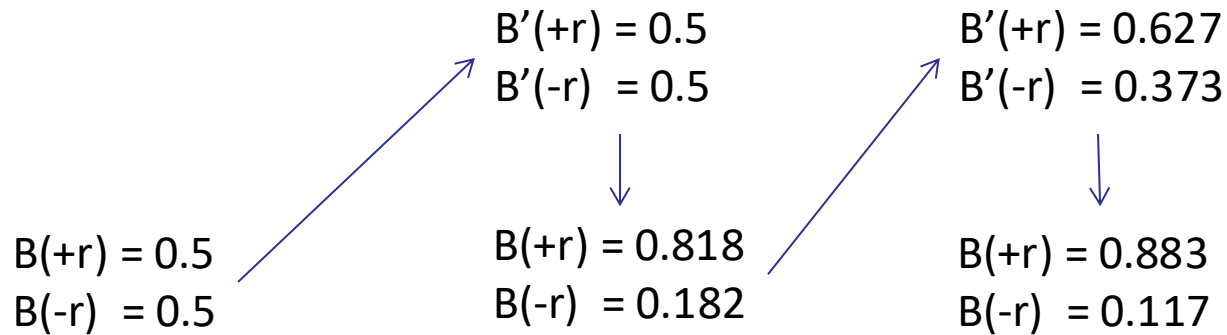 B’(+r) = 0.5
B’(-r) = 0.5
B’(+r) = 0.627
B’(-r) = 0.373
B(+r) = 0.5
B(-r) = 0.5
B(+r) = 0.818
B(-r) = 0.182
B(+r) = 0.883
B(-r) = 0.117